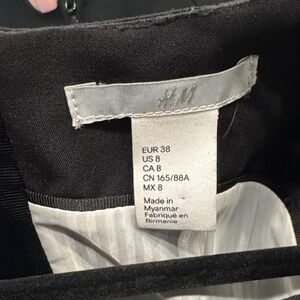 H&M
EUR 38
US 8
CA 8
CN 165/88A
MX 8
Made in
Myanmar
Fabriqué en
Birmanie